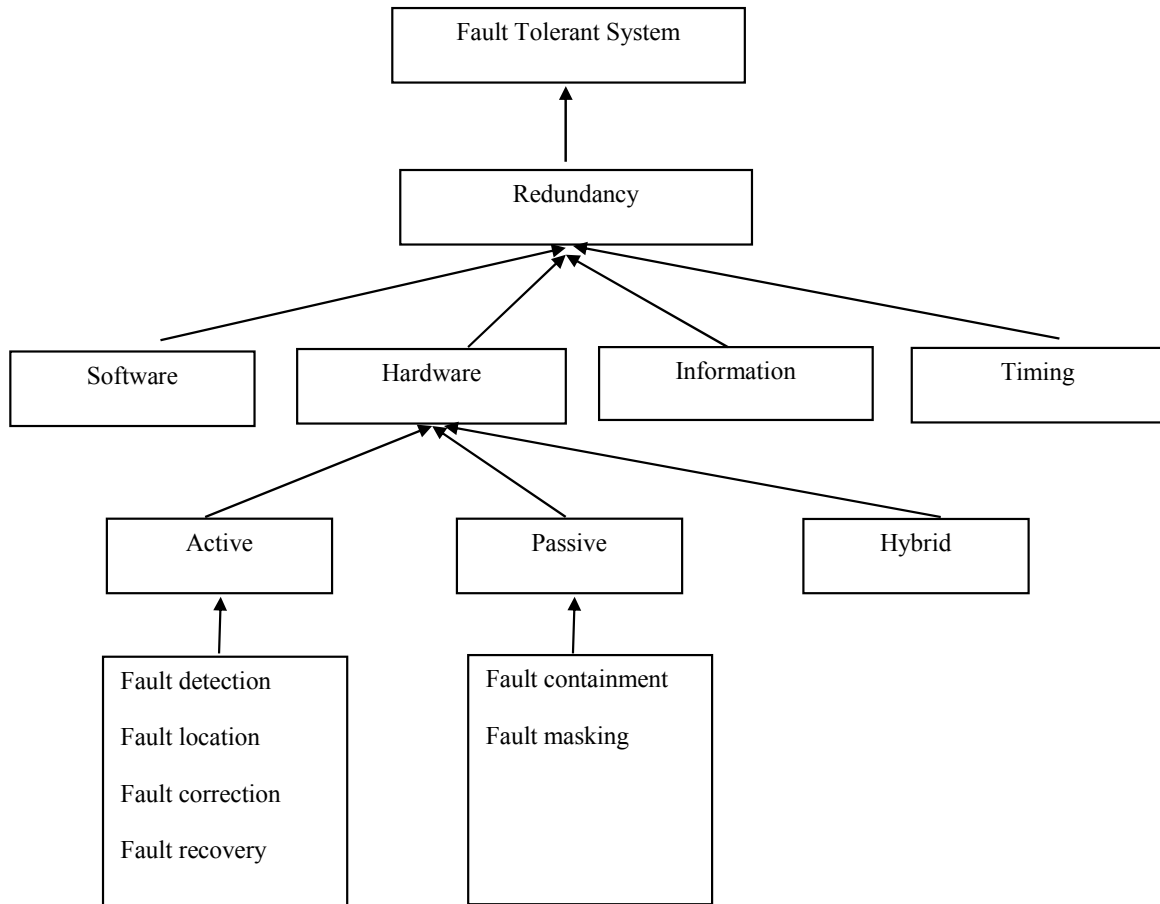 Fault Tolerant System
Redundancy
Software
Hardware
Information
Timing
Active
Passive
Hybrid
Fault detection
Fault location
Fault correction
Fault recovery
Fault containment
Fault masking